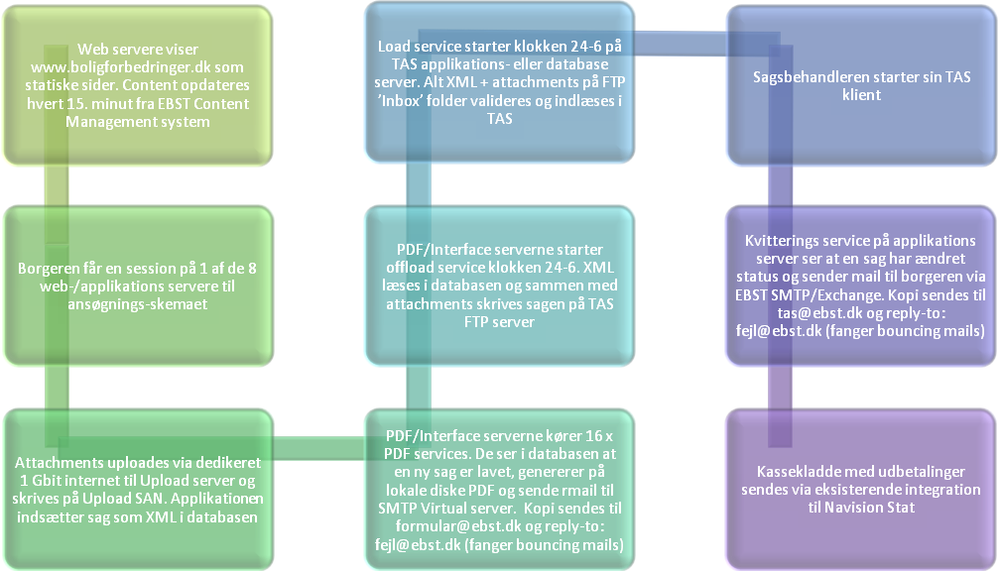 Web servere viser
www.boligforbedringer.dk som
statiske sider. Content opdateres
hvert 15. minut fra EBST Content
Management system
Borgeren får en session på 1 af de 8
web-/applikations servere til
ansøgnings-skemaet
Attachments uploades via dedikeret
1 Gbit internet til Upload server og
skrives på Upload SAN. Applikationen
indsætter sag som XML i databasen
PDF/Interface serverne kører 16 x
PDF services. De ser i databasen at
en ny sag er lavet, genererer på
lokale diske PDF og sende rmail til
SMTP Virtual server. Kopi sendes til
formular@ebst.dk og reply-to:
fejl@ebst.dk (fanger bouncing mails)
PDF/Interface serverne starter
offload service klokken 24-6. XML
læses i databasen og sammen med
attachments skrives sagen på TAS
FTP server
Load service starter klokken 24-6 på
TAS applikations- eller database
server. Alt XML + attachments på FTP
’Inbox’ folder valideres og indlæses i
TAS
Sagsbehandleren starter sin TAS
klient
Kvitterings service på applikations
server ser at en sag har ændret
status og sender mail til borgeren via
EBST SMTP/Exchange. Kopi sendes til
tas@ebst.dk og reply-to:
fejl@ebst.dk (fanger bouncing mails)
Kassekladde med udbetalinger
sendes via eksisterende integration
til Navision Stat